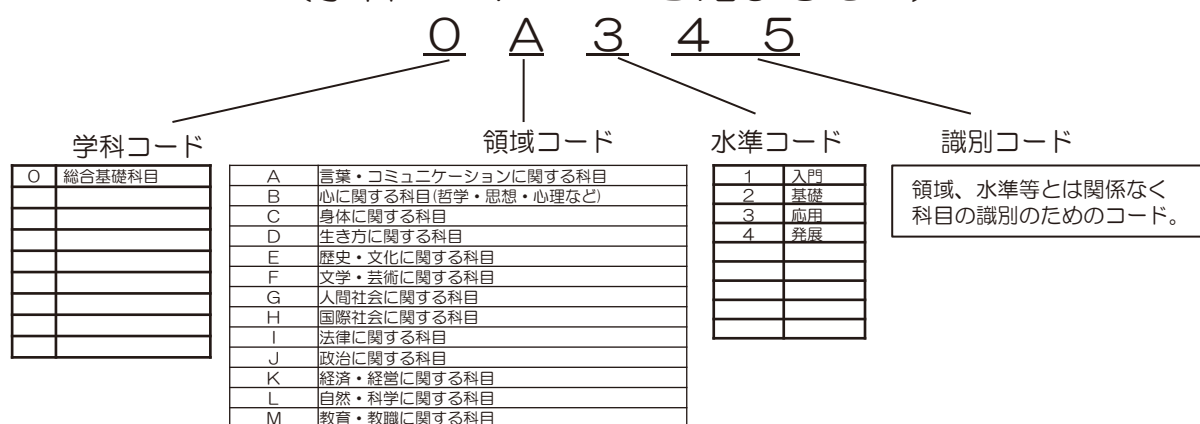 0 A 3 4 5
学科コード
領域コード
水準コード
識別コード
0 総合基礎科目
A 言葉・コミュニケーションに関する科目
B 心に関する科目(哲学・思想・心理など)
C 身体に関する科目
D 生き方に関する科目
E 歴史・文化に関する科目
F 文学・芸術に関する科目
G 人間社会に関する科目
H 国際社会に関する科目
I 法律に関する科目
J 政治に関する科目
K 経済・経営に関する科目
L 自然・科学に関する科目
M 教育・教職に関する科目
1 入門
2 基礎
3 応用
4 発展
領域、水準等とは関係なく
科目の識別のためのコード。